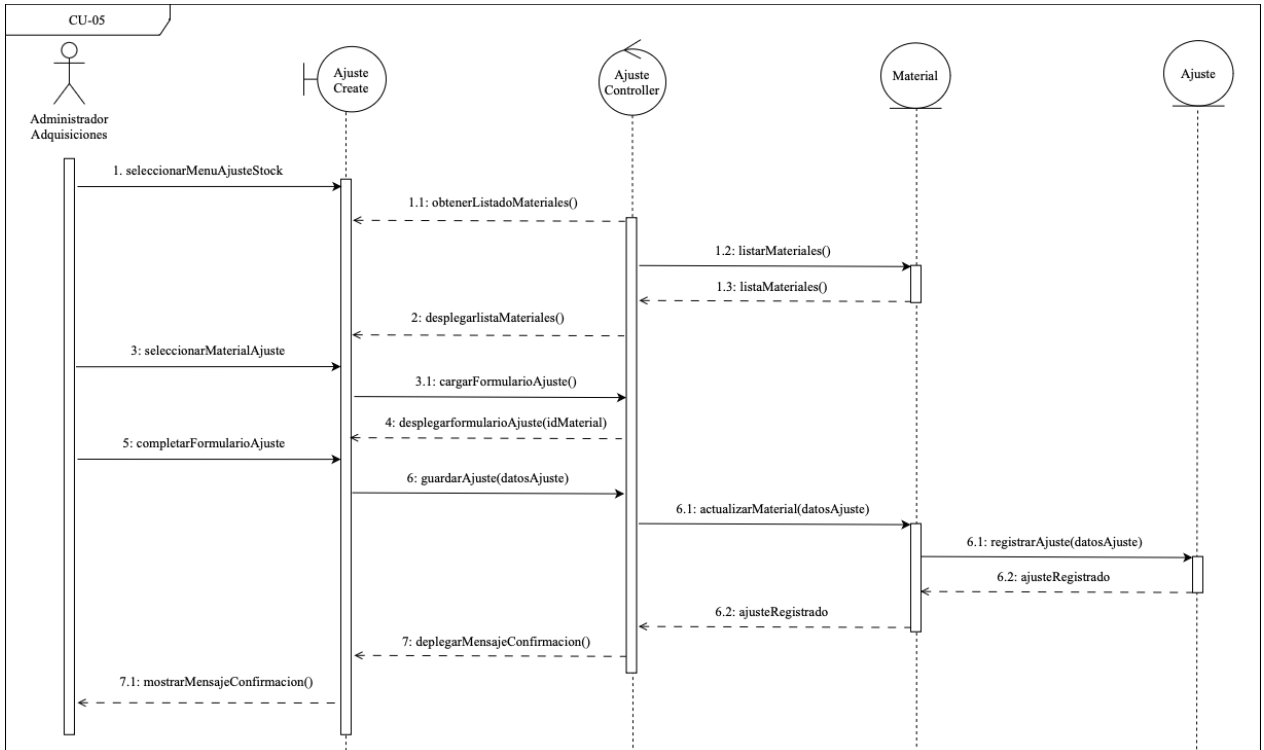 CU-05
Administrador
Adquisiciones
Ajuste
Create
Ajuste
Controller
Material
Ajuste
1. seleccionarMenuAjusteStock
1.1: obtenerListadoMateriales()
1.2: listarMateriales()
1.3: listaMateriales()
2: desplegarlistaMateriales()
3: seleccionarMaterialAjuste
3.1: cargarFormularioAjuste()
4: desplegarformularioAjuste(idMaterial)
5: completarFormularioAjuste
6: guardarAjuste(datosAjuste)
6.1: actualizarMaterial(datosAjuste)
6.1: registrarAjuste(datosAjuste)
6.2: ajusteRegistrado
6.2: ajusteRegistrado
7: deplegarMensajeConfirmacion()
7.1: mostrarMensajeConfirmacion()